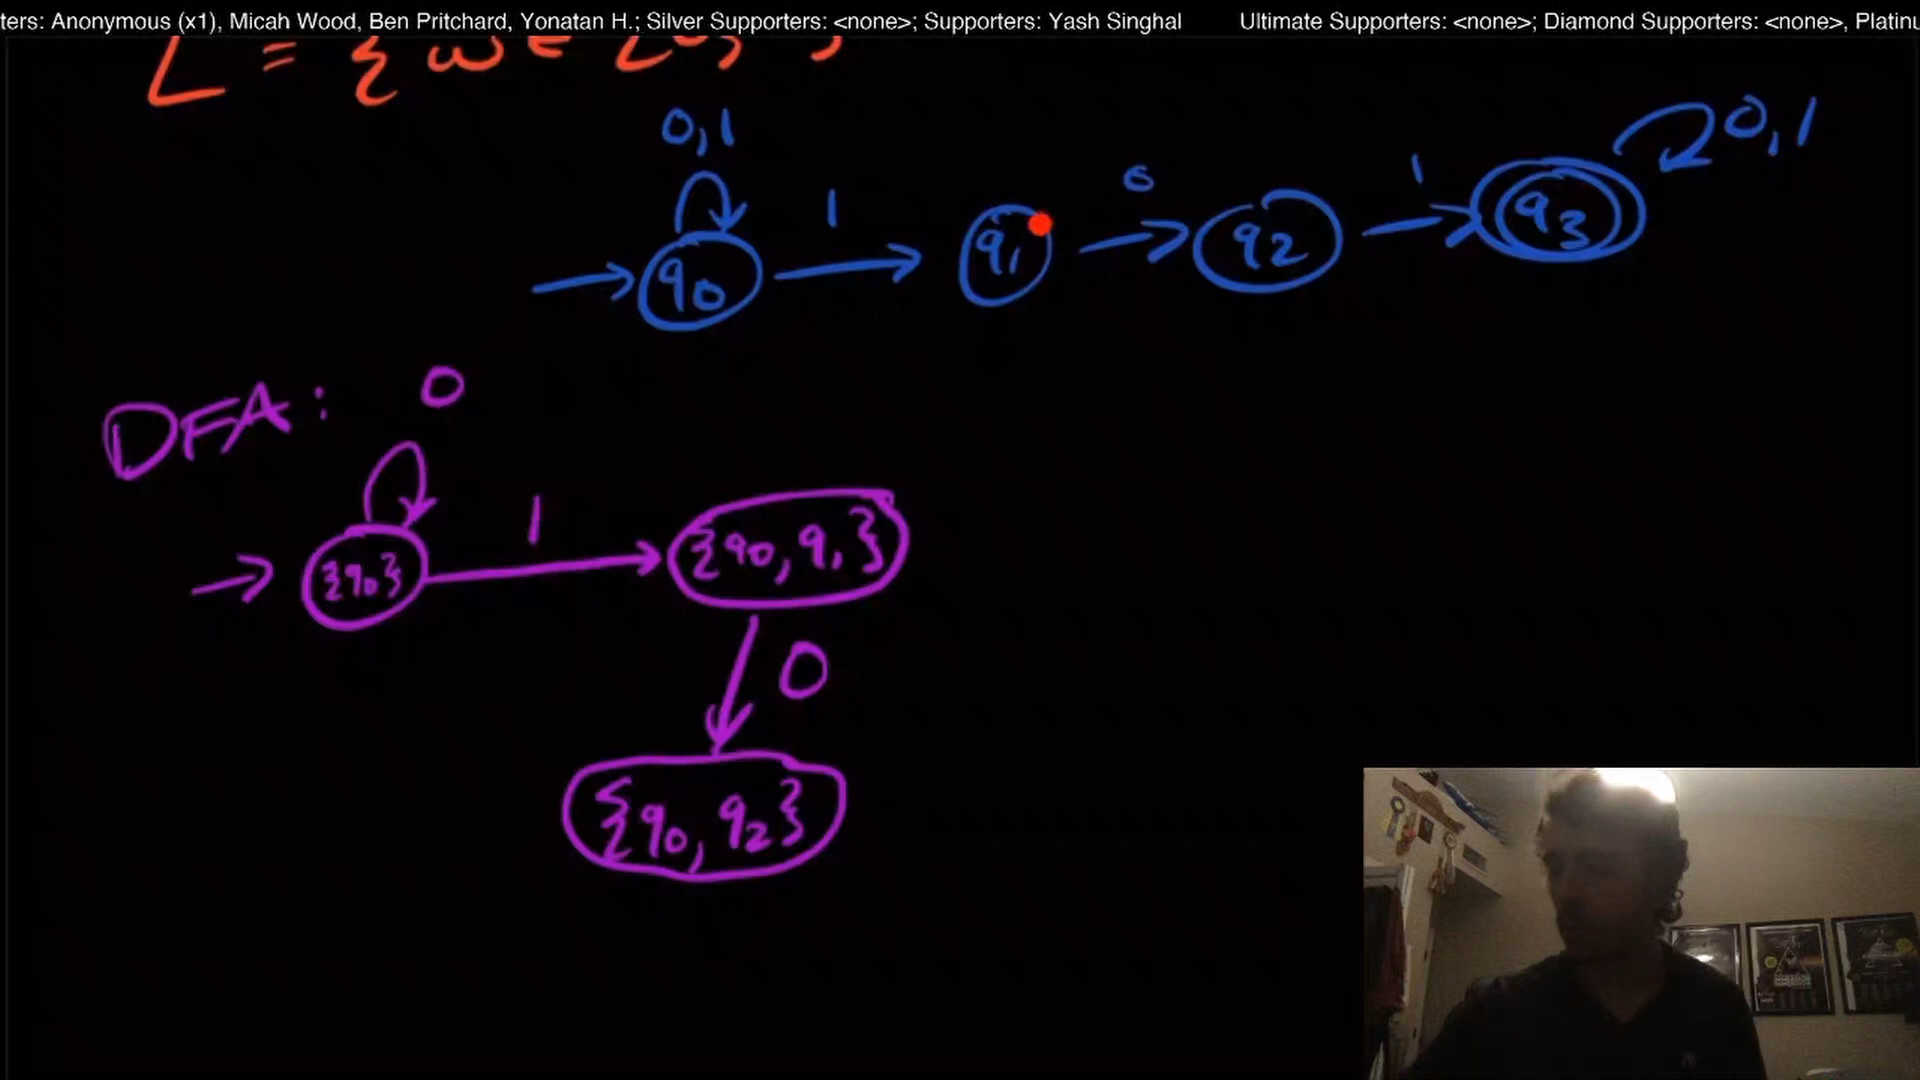 ters: Anonymous (x1), Micah Wood, Ben Pritchard, Yonatan H.; Silver Supporters: <none>; Supporters: Yash Singhal Ultimate Supporters: <none>; Diamond Supporters: <none>, Platinu
L = { w ∈
0,1
1
0
1
0,1
q0
q1
q2
q3
DFA:
0
1
{q0}
{q0, q1}
0
{q0, q2}